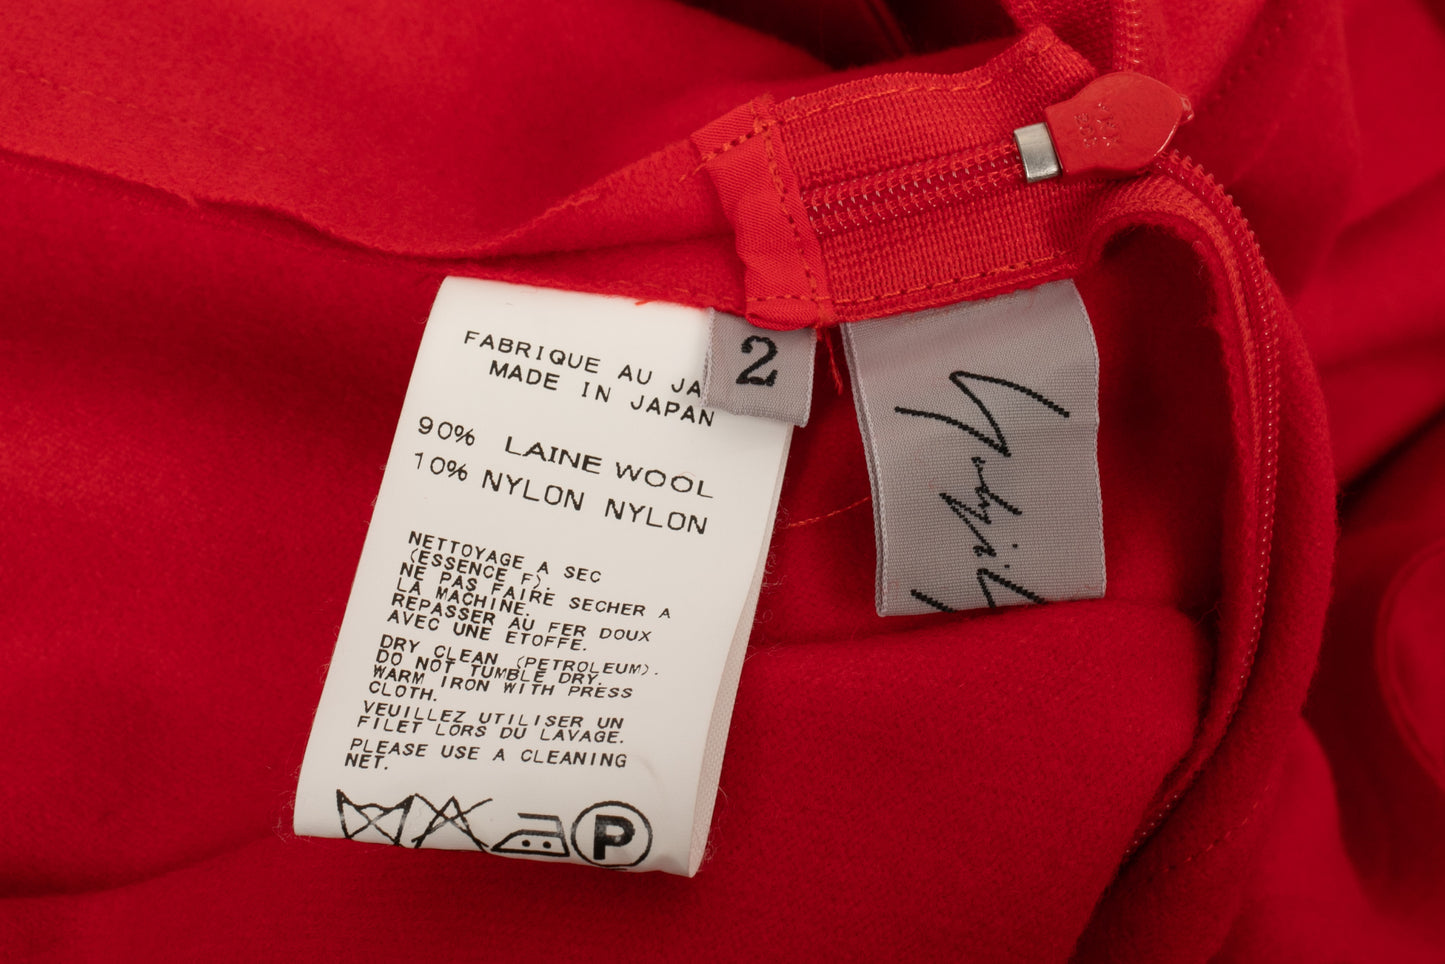 FABRIQUE AU JA
MADE IN JAPAN
2
90% LAINE WOOL
10% NYLON NYLON
NETTOYAGE A SEC
(ESSENCE F).
NE PAS FAIRE SECHER A
LA MACHINE.
REPASSER AU FER DOUX
AVEC UNE ETOFFE.
DRY CLEAN (PETROLEUM).
DO NOT TUMBLE DRY.
WARM IRON WITH PRESS
CLOTH.
VEUILLEZ UTILISER UN
FILET LORS DU LAVAGE.
PLEASE USE A CLEANING
NET.
P